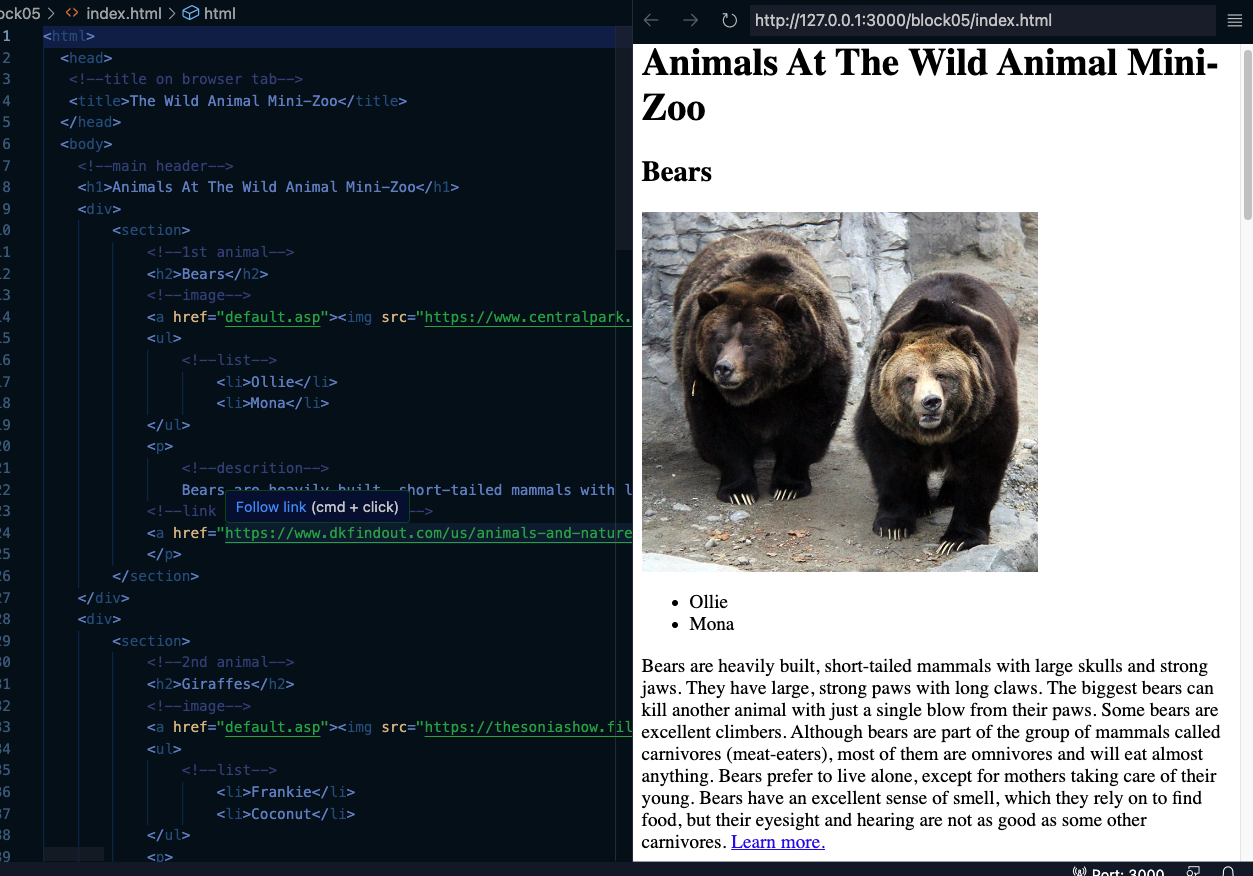 ock05 > <> index.html > html
1 <html>
2 <head>
3 <!--title on browser tab-->
4 <title>The Wild Animal Mini-Zoo</title>
5 </head>
6 <body>
7 <!--main header-->
8 <h1>Animals At The Wild Animal Mini-Zoo</h1>
9 <div>
0 <section>
1 <!--1st animal-->
2 <h2>Bears</h2>
3 <!--image-->
4 <a href="default.asp"><img src="https://www.centralpark.
5 <ul>
6 <!--list-->
7 <li>Ollie</li>
8 <li>Mona</li>
9 </ul>
20 <p>
21 <!--descrition-->
22 Bears are heavily built, short-tailed mammals with l
23 <!--link -->
Follow link (cmd + click)
24 <a href="https://www.dkfindout.com/us/animals-and-nature
25 </p>
26 </section>
27 </div>
28 <div>
29 <section>
30 <!--2nd animal-->
31 <h2>Giraffes</h2>
32 <!--image-->
33 <a href="default.asp"><img src="https://thesoniashow.fil
34 <ul>
35 <!--list-->
36 <li>Frankie</li>
37 <li>Coconut</li>
38 </ul>
39 <p>
http://127.0.0.1:3000/block05/index.html
Animals At The Wild Animal Mini-
Zoo
Bears
Ollie
Mona
Bears are heavily built, short-tailed mammals with large skulls and strong
jaws. They have large, strong paws with long claws. The biggest bears can
kill another animal with just a single blow from their paws. Some bears are
excellent climbers. Although bears are part of the group of mammals called
carnivores (meat-eaters), most of them are omnivores and will eat almost
anything. Bears prefer to live alone, except for mothers taking care of their
young. Bears have an excellent sense of smell, which they rely on to find
food, but their eyesight and hearing are not as good as some other
carnivores. Learn more.
Port: 3000